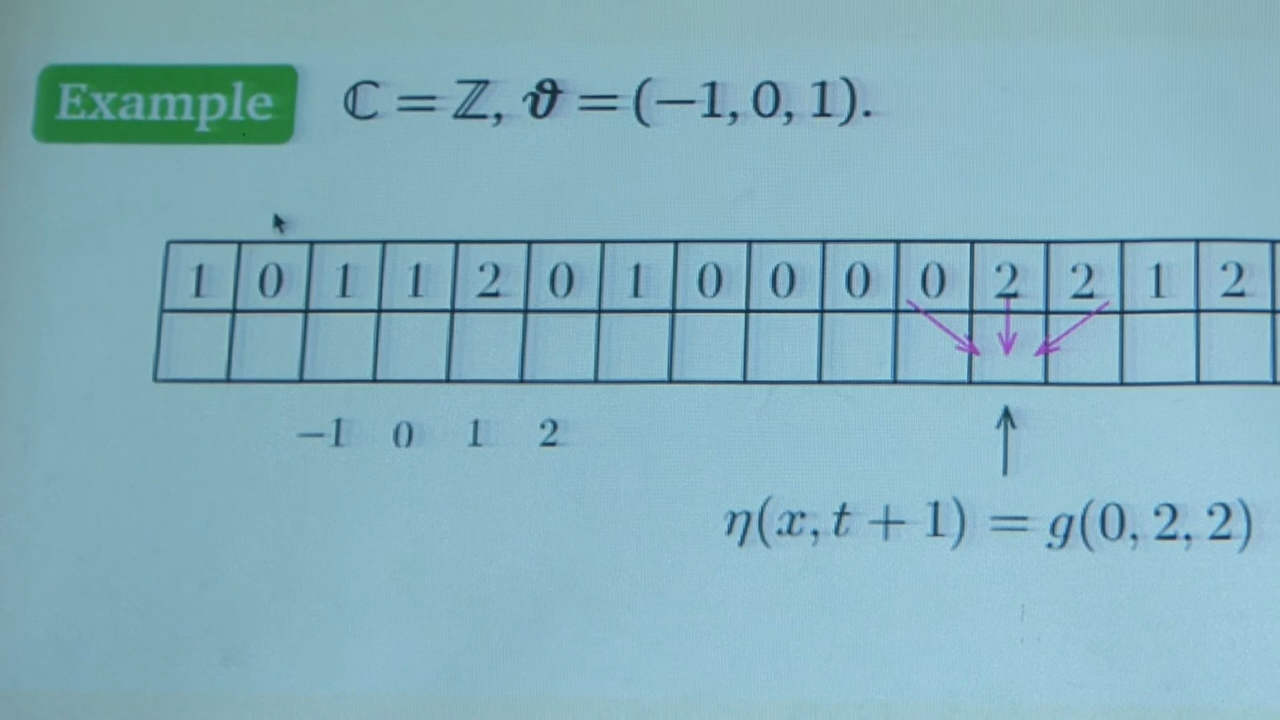 Example ℂ = ℤ, ϑ = (−1, 0, 1).
1 0 1 1 2 0 1 0 0 0 0 2 2 1 2
−1 0 1 2
η(x, t + 1) = g(0, 2, 2)